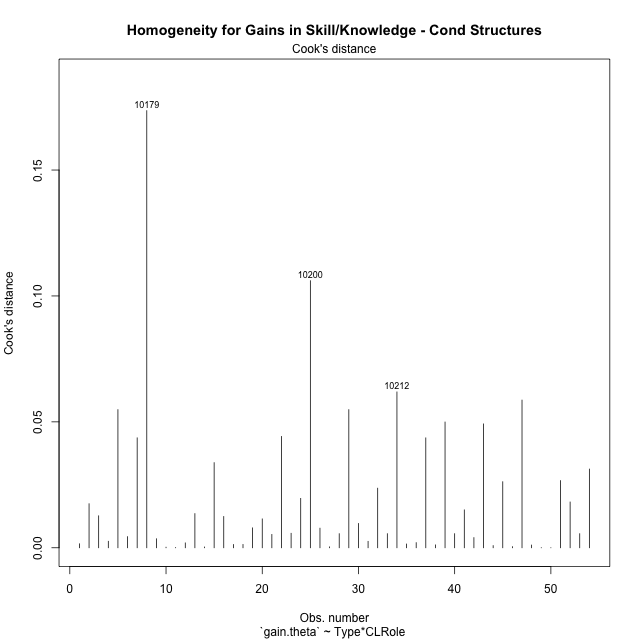 Homogeneity for Gains in Skill/Knowledge - Cond Structures
Cook's distance
10179
10200
10212
Cook's distance
0.15
0.10
0.05
0.00
0 10 20 30 40 50
Obs. number
`gain.theta` ~ Type*CLRole